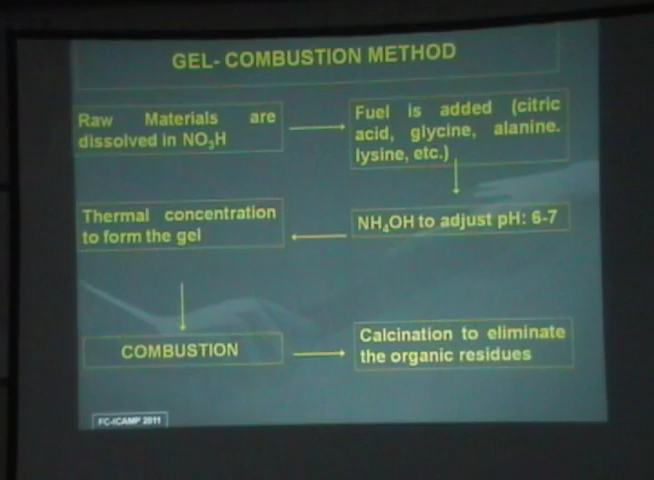 GEL- COMBUSTION METHOD
Raw Materials are
dissolved in NO₃H
Fuel is added (citric
acid, glycine, alanine.
lysine, etc.)
NH₄OH to adjust pH: 6-7
Thermal concentration
to form the gel
COMBUSTION
Calcination to eliminate
the organic residues
FC-ICAMP 2011